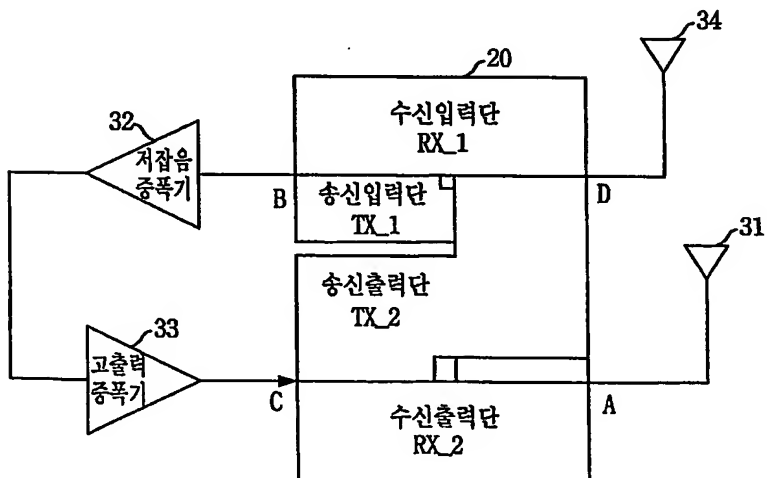 34
20
수신입력단
RX_1
32
저잡음
증폭기
B
송신입력단
TX_1
D
31
송신출력단
TX_2
33
고출력
증폭기
C
A
수신출력단
RX_2